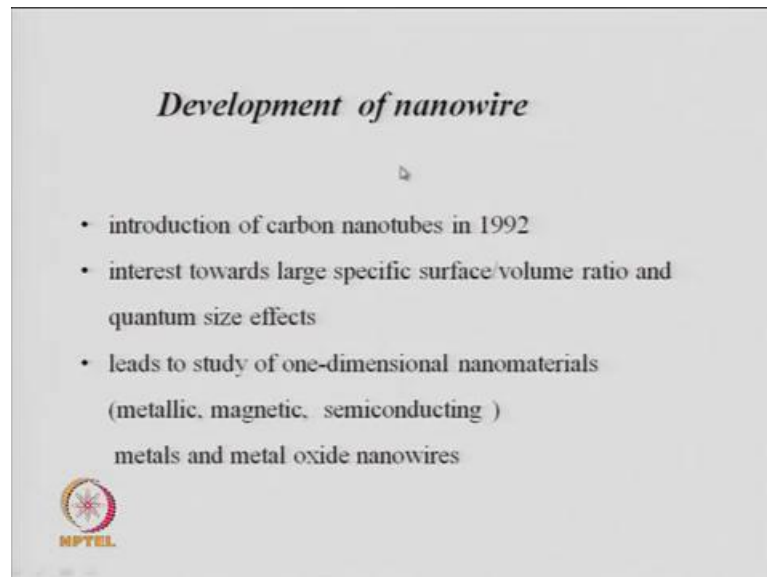 Development of nanowire
• introduction of carbon nanotubes in 1992
• interest towards large specific surface/volume ratio and
quantum size effects
• leads to study of one-dimensional nanomaterials
(metallic, magnetic, semiconducting )
metals and metal oxide nanowires
NPTEL